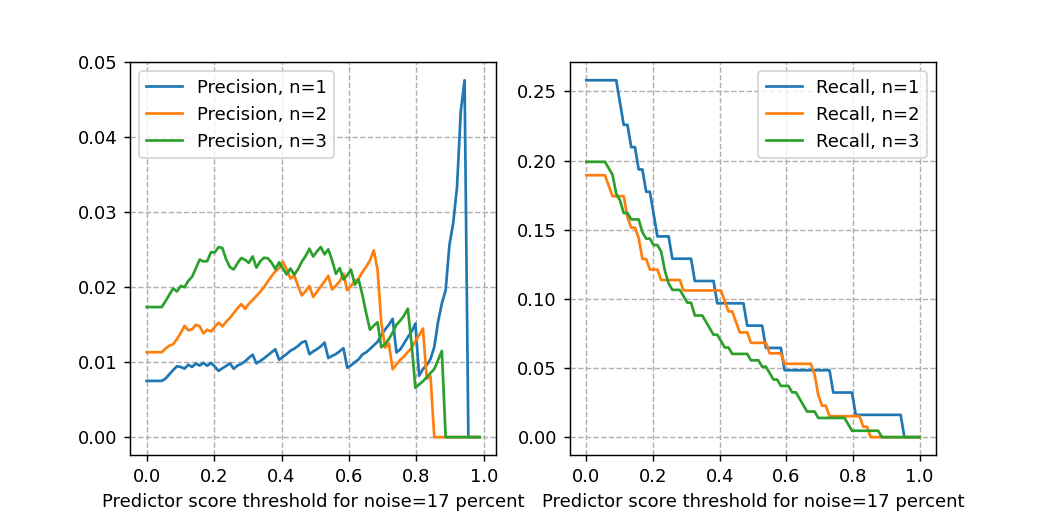 0.05
0.04
0.03
0.02
0.01
0.00
Precision, n=1
Precision, n=2
Precision, n=3
0.0 0.2 0.4 0.6 0.8 1.0
Predictor score threshold for noise=17 percent
0.25
0.20
0.15
0.10
0.05
0.00
Recall, n=1
Recall, n=2
Recall, n=3
0.0 0.2 0.4 0.6 0.8 1.0
Predictor score threshold for noise=17 percent